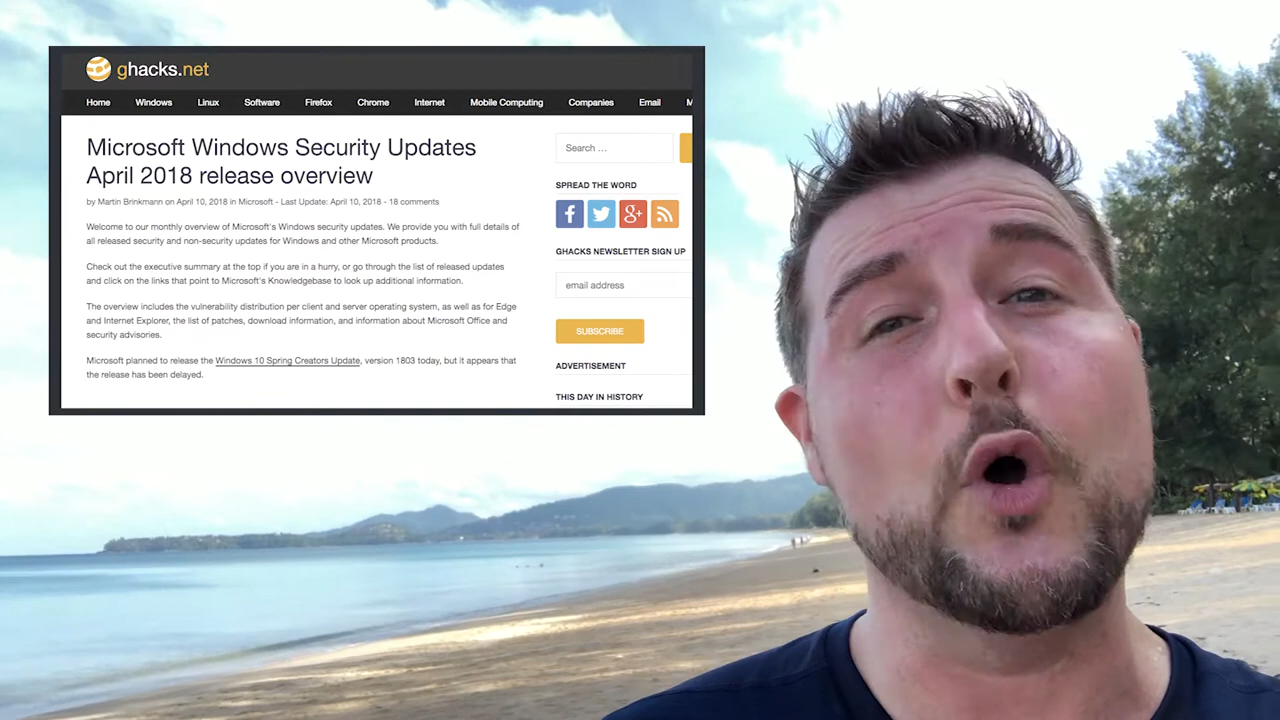 ghacks.net
Home Windows Linux Software Firefox Chrome Internet Mobile Computing Companies Email M
Microsoft Windows Security Updates
April 2018 release overview
by Martin Brinkmann on April 10, 2018 in Microsoft - Last Update: April 10, 2018 - 18 comments
Welcome to our monthly overview of Microsoft's Windows security updates. We provide you with full details of
all released security and non-security updates for Windows and other Microsoft products.
Check out the executive summary at the top if you are in a hurry, or go through the list of released updates
and click on the links that point to Microsoft's Knowledgebase to look up additional information.
The overview includes the vulnerability distribution per client and server operating system, as well as for Edge
and Internet Explorer, the list of patches, download information, and information about Microsoft Office and
security advisories.
Microsoft planned to release the Windows 10 Spring Creators Update, version 1803 today, but it appears that
the release has been delayed.
Search ...
SPREAD THE WORD
f
g+
GHACKS NEWSLETTER SIGN UP
email address
SUBSCRIBE
ADVERTISEMENT
THIS DAY IN HISTORY